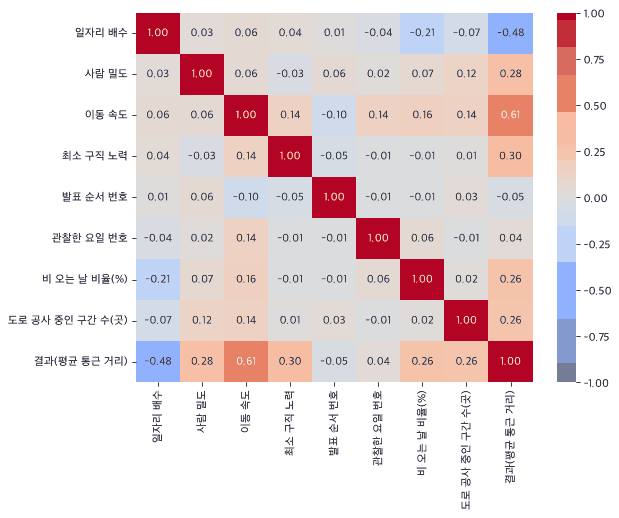 일자리 배수 1.00 0.03 0.06 0.04 0.01 -0.04 -0.21 -0.07 -0.48
사람 밀도 0.03 1.00 0.06 -0.03 0.06 0.02 0.07 0.12 0.28
이동 속도 0.06 0.06 1.00 0.14 -0.10 0.14 0.16 0.14 0.61
최소 구직 노력 0.04 -0.03 0.14 1.00 -0.05 -0.01 -0.01 0.01 0.30
발표 순서 번호 0.01 0.06 -0.10 -0.05 1.00 -0.01 -0.01 0.03 -0.05
관찰한 요일 번호 -0.04 0.02 0.14 -0.01 -0.01 1.00 0.06 -0.01 0.04
비 오는 날 비율(%) -0.21 0.07 0.16 -0.01 -0.01 0.06 1.00 0.02 0.26
도로 공사 중인 구간 수(곳) -0.07 0.12 0.14 0.01 0.03 -0.01 0.02 1.00 0.26
결과(평균 통근 거리) -0.48 0.28 0.61 0.30 -0.05 0.04 0.26 0.26 1.00
일자리 배수
사람 밀도
이동 속도
최소 구직 노력
발표 순서 번호
관찰한 요일 번호
비 오는 날 비율(%)
도로 공사 중인 구간 수(곳)
결과(평균 통근 거리)
1.00
0.75
0.50
0.25
0.00
-0.25
-0.50
-0.75
-1.00